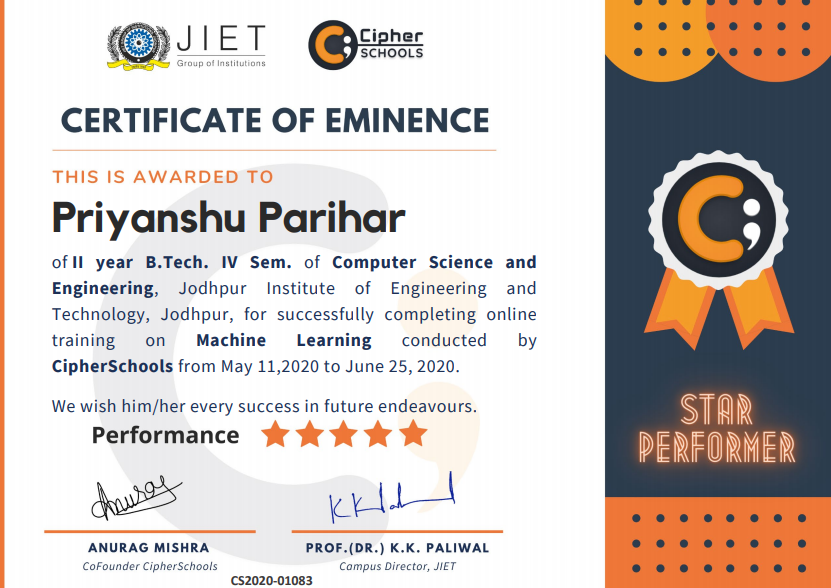 JIET
Group of Institutions
Cipher
SCHOOLS
CERTIFICATE OF EMINENCE
THIS IS AWARDED TO
Priyanshu Parihar
of II year B.Tech. IV Sem. of Computer Science and
Engineering, Jodhpur Institute of Engineering and
Technology, Jodhpur, for successfully completing online
training on Machine Learning conducted by
CipherSchools from May 11,2020 to June 25, 2020.
We wish him/her every success in future endeavours.
Performance
Anurag
ANURAG MISHRA
CoFounder CipherSchools
PROF.(DR.) K.K. PALIWAL
Campus Director, JIET
CS2020-01083
STAR
PERFORMER